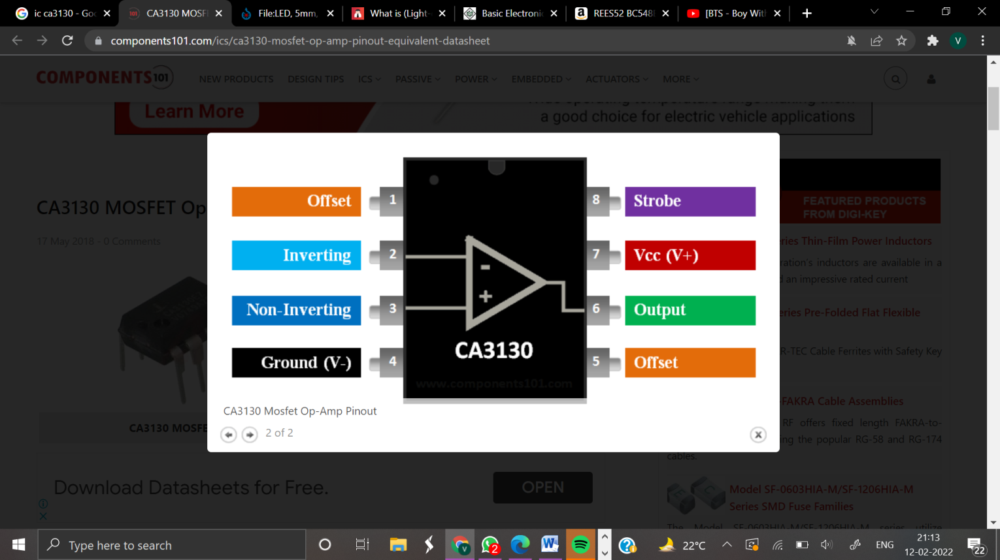 ic ca3130 - Goo
CA3130 MOSF
File:LED, 5mm,
What is (Light-
Basic Electronic
REES52 BC548
[BTS - Boy Wit
components101.com/ics/ca3130-mosfet-op-amp-pinout-equivalent-datasheet
V
COMPONENTS 101
NEW PRODUCTS DESIGN TIPS ICS PASSIVE POWER EMBEDDED ACTUATORS MORE
Learn More
a good choice for electric vehicle applications
CA3130 MOSFET Op
17 May 2018 - 0 Comments
CA3130 MOSFE
Offset 1
8 Strobe
Inverting 2
7 Vcc (V+)
Non-Inverting 3
6 Output
Ground (V-) 4
5 Offset
-
+
CA3130
www.components101.com
CA3130 Mosfet Op-Amp Pinout
2 of 2
FEATURED PRODUCTS
FROM DIGI-KEY
ries Thin-Film Power Inductors
ration's inductors are available in a
d an impressive rated current
ries Pre-Folded Flat Flexible
R-TEC Cable Ferrites with Safety Key
FAKRA Cable Assemblies
RF offers fixed length FAKRA-to-
ng the popular RG-58 and RG-174
cables.
Model SF-0603HIA-M/SF-1206HIA-M
Series SMD Fuse Families
The Model SF-0603HIA-M/SF-1206HIA-M series utilize
Download Datasheets for Free.
OPEN
Type here to search
2
22°C
ENG
21:13
12-02-2022
22